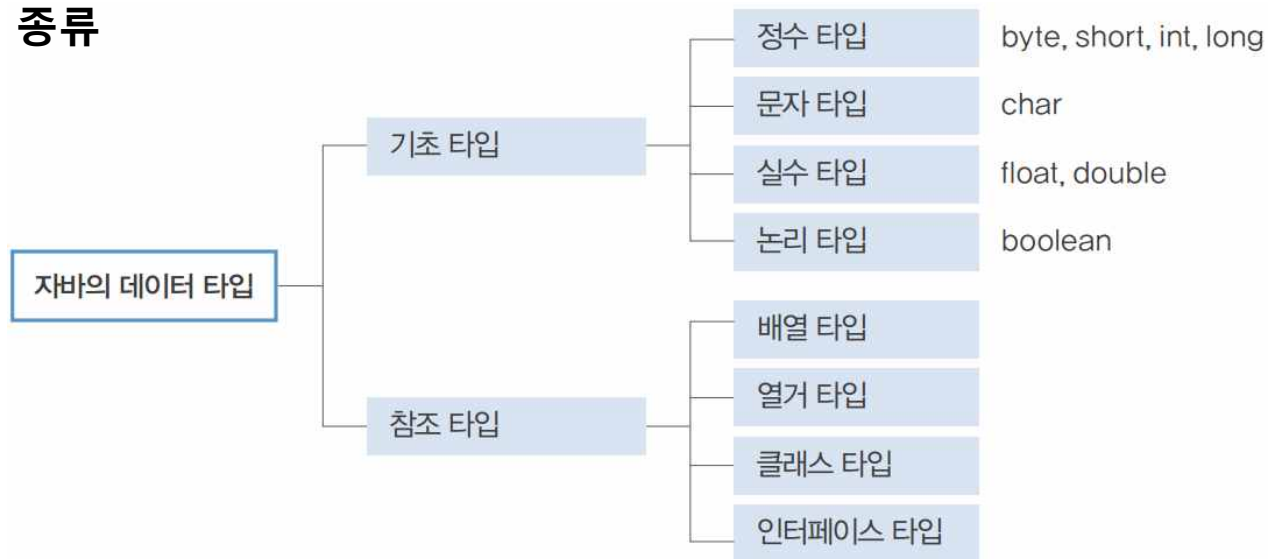 종류
자바의 데이터 타입
기초 타입
정수 타입 byte, short, int, long
문자 타입 char
실수 타입 float, double
논리 타입 boolean
참조 타입
배열 타입
열거 타입
클래스 타입
인터페이스 타입